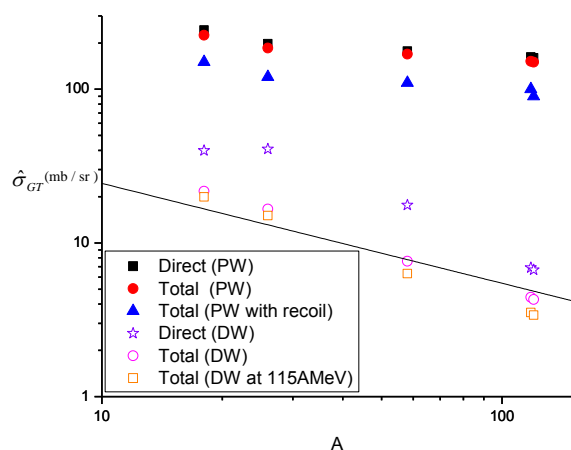 100
σ̂GT(mb / sr)
10
Direct (PW)
Total (PW)
Total (PW with recoil)
Direct (DW)
Total (DW)
Total (DW at 115AMeV)
1
10 100
A